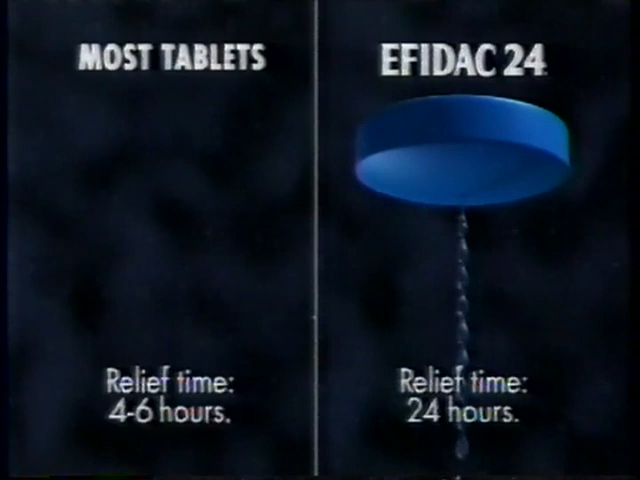 MOST TABLETS
Relief time:
4-6 hours.
EFIDAC 24
Relief time:
24 hours.